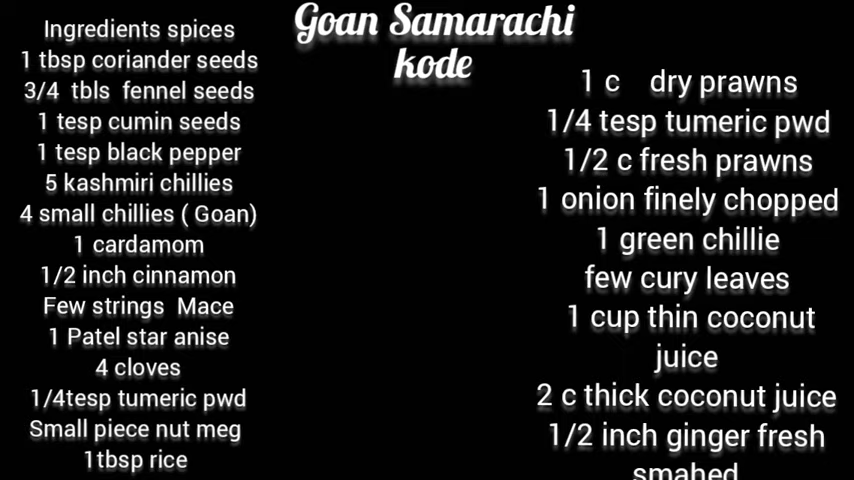 Goan Samarachi
kode
Ingredients spices
1 tbsp coriander seeds
3/4 tbls fennel seeds
1 tesp cumin seeds
1 tesp black pepper
5 kashmiri chillies
4 small chillies ( Goan)
1 cardamom
1/2 inch cinnamon
Few strings Mace
1 Patel star anise
4 cloves
1/4tesp tumeric pwd
Small piece nut meg
1tbsp rice
1 c dry prawns
1/4 tesp tumeric pwd
1/2 c fresh prawns
1 onion finely chopped
1 green chillie
few cury leaves
1 cup thin coconut
juice
2 c thick coconut juice
1/2 inch ginger fresh
smahed